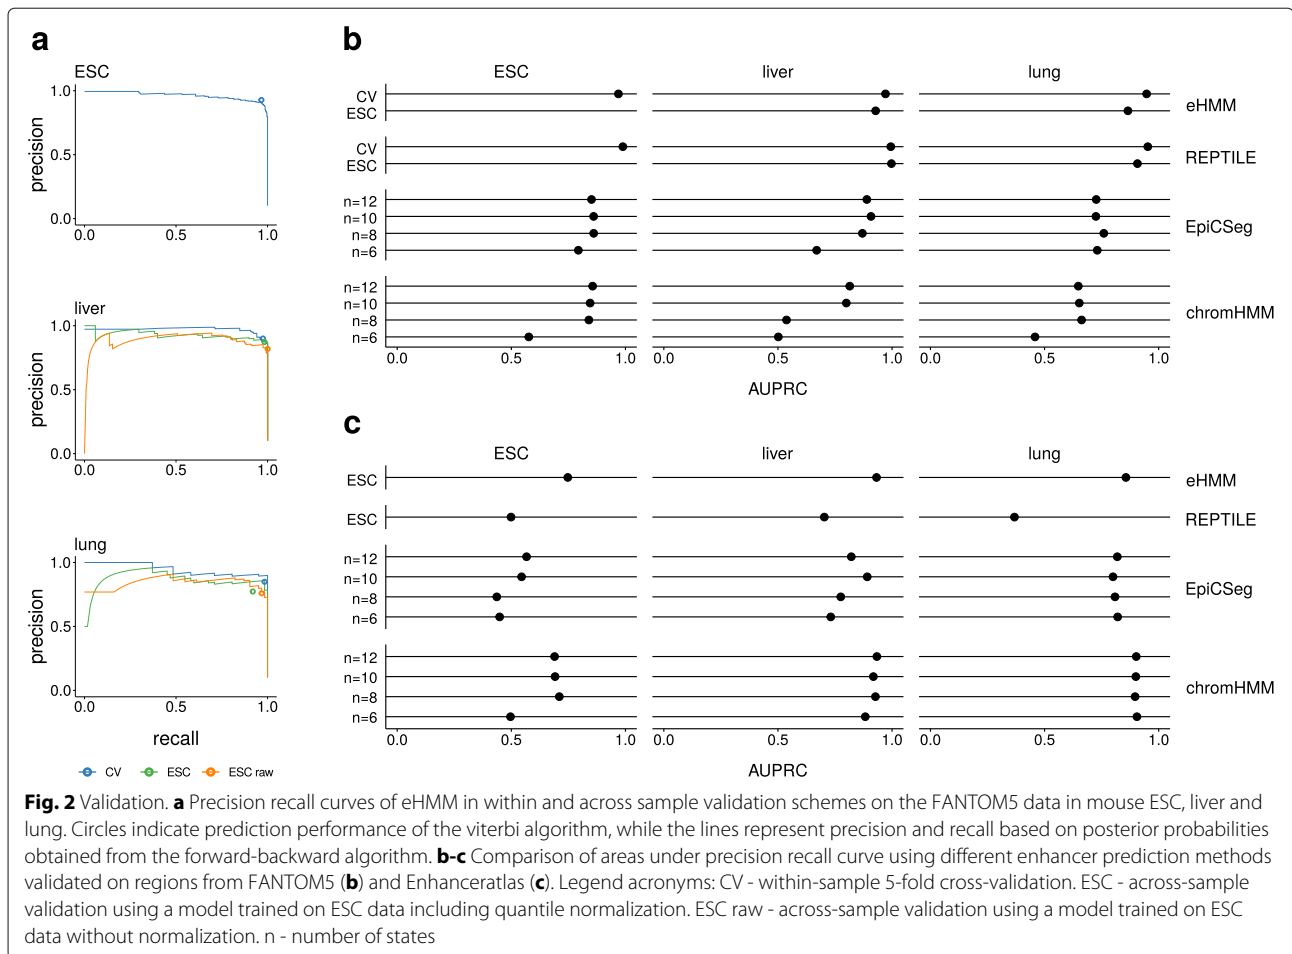 a
ESC
1.0
0.5
0.0
precision
0.0 0.5 1.0
liver
1.0
0.5
0.0
precision
0.0 0.5 1.0
lung
1.0
0.5
0.0
precision
0.0 0.5 1.0
recall
CV ESC ESC raw
b
ESC liver lung
CV
ESC
eHMM
CV
ESC
REPTILE
n=12
n=10
n=8
n=6
EpiCSeg
n=12
n=10
n=8
n=6
chromHMM
0.0 0.5 1.0 0.0 0.5 1.0 0.0 0.5 1.0
AUPRC
c
ESC liver lung
ESC
eHMM
ESC
REPTILE
n=12
n=10
n=8
n=6
EpiCSeg
n=12
n=10
n=8
n=6
chromHMM
0.0 0.5 1.0 0.0 0.5 1.0 0.0 0.5 1.0
AUPRC
Fig. 2 Validation. a Precision recall curves of eHMM in within and across sample validation schemes on the FANTOM5 data in mouse ESC, liver and
lung. Circles indicate prediction performance of the viterbi algorithm, while the lines represent precision and recall based on posterior probabilities
obtained from the forward-backward algorithm. b-c Comparison of areas under precision recall curve using different enhancer prediction methods
validated on regions from FANTOM5 (b) and Enhanceratlas (c). Legend acronyms: CV - within-sample 5-fold cross-validation. ESC - across-sample
validation using a model trained on ESC data including quantile normalization. ESC raw - across-sample validation using a model trained on ESC
data without normalization. n - number of states